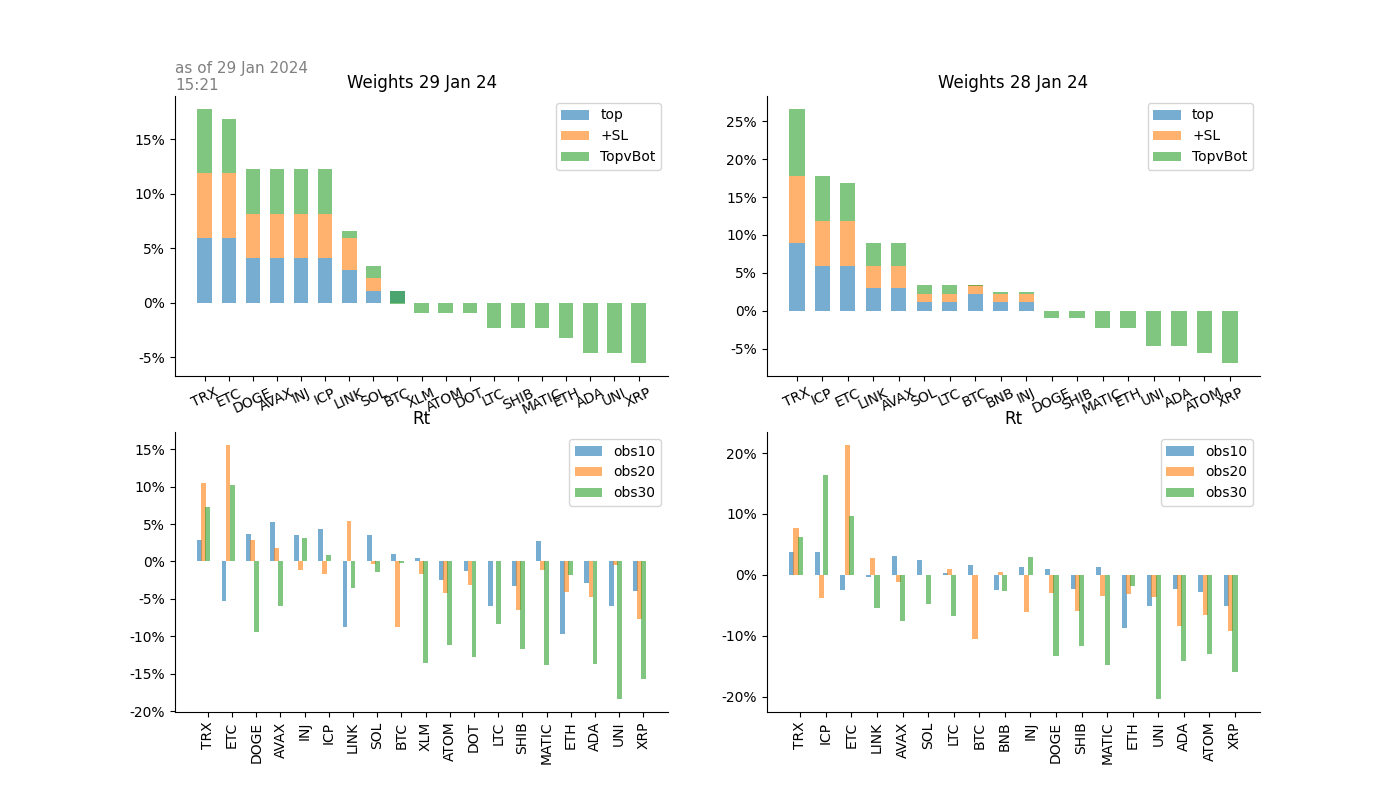 as of 29 Jan 2024
15:21
Weights 29 Jan 24
15%
10%
5%
0%
-5%
top
+SL
TopvBot
TRX ETC DOGE AVAX INJ ICP LINK SOL BTC XLM ATOM DOT LTC SHIB MATIC ETH ADA UNI XRP
Weights 28 Jan 24
25%
20%
15%
10%
5%
0%
-5%
top
+SL
TopvBot
TRX ICP ETC LINK AVAX SOL LTC BTC BNB INJ DOGE SHIB MATIC ETH UNI ADA ATOM XRP
Rt
15%
10%
5%
0%
-5%
-10%
-15%
-20%
obs10
obs20
obs30
TRX ETC DOGE AVAX INJ ICP LINK SOL BTC XLM ATOM DOT LTC SHIB MATIC ETH ADA UNI XRP
Rt
20%
10%
0%
-10%
-20%
obs10
obs20
obs30
TRX ICP ETC LINK AVAX SOL LTC BTC BNB INJ DOGE SHIB MATIC ETH UNI ADA ATOM XRP